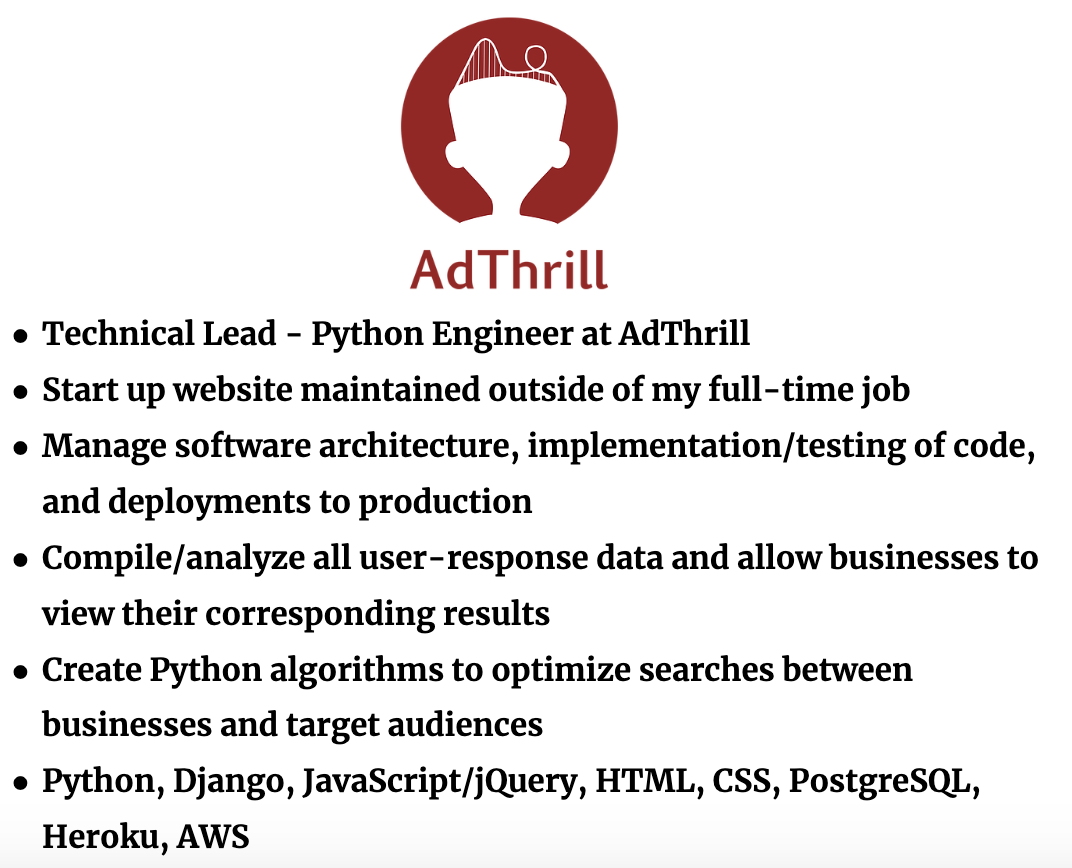 AdThrill
• Technical Lead - Python Engineer at AdThrill
• Start up website maintained outside of my full-time job
• Manage software architecture, implementation/testing of code,
and deployments to production
• Compile/analyze all user-response data and allow businesses to
view their corresponding results
• Create Python algorithms to optimize searches between
businesses and target audiences
• Python, Django, JavaScript/jQuery, HTML, CSS, PostgreSQL,
Heroku, AWS